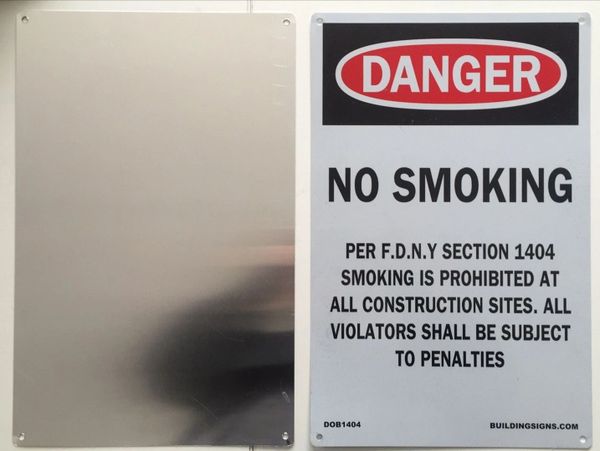 DANGER
NO SMOKING
PER F.D.N.Y SECTION 1404
SMOKING IS PROHIBITED AT
ALL CONSTRUCTION SITES. ALL
VIOLATORS SHALL BE SUBJECT
TO PENALTIES
DOB1404 BUILDINGSIGNS.COM